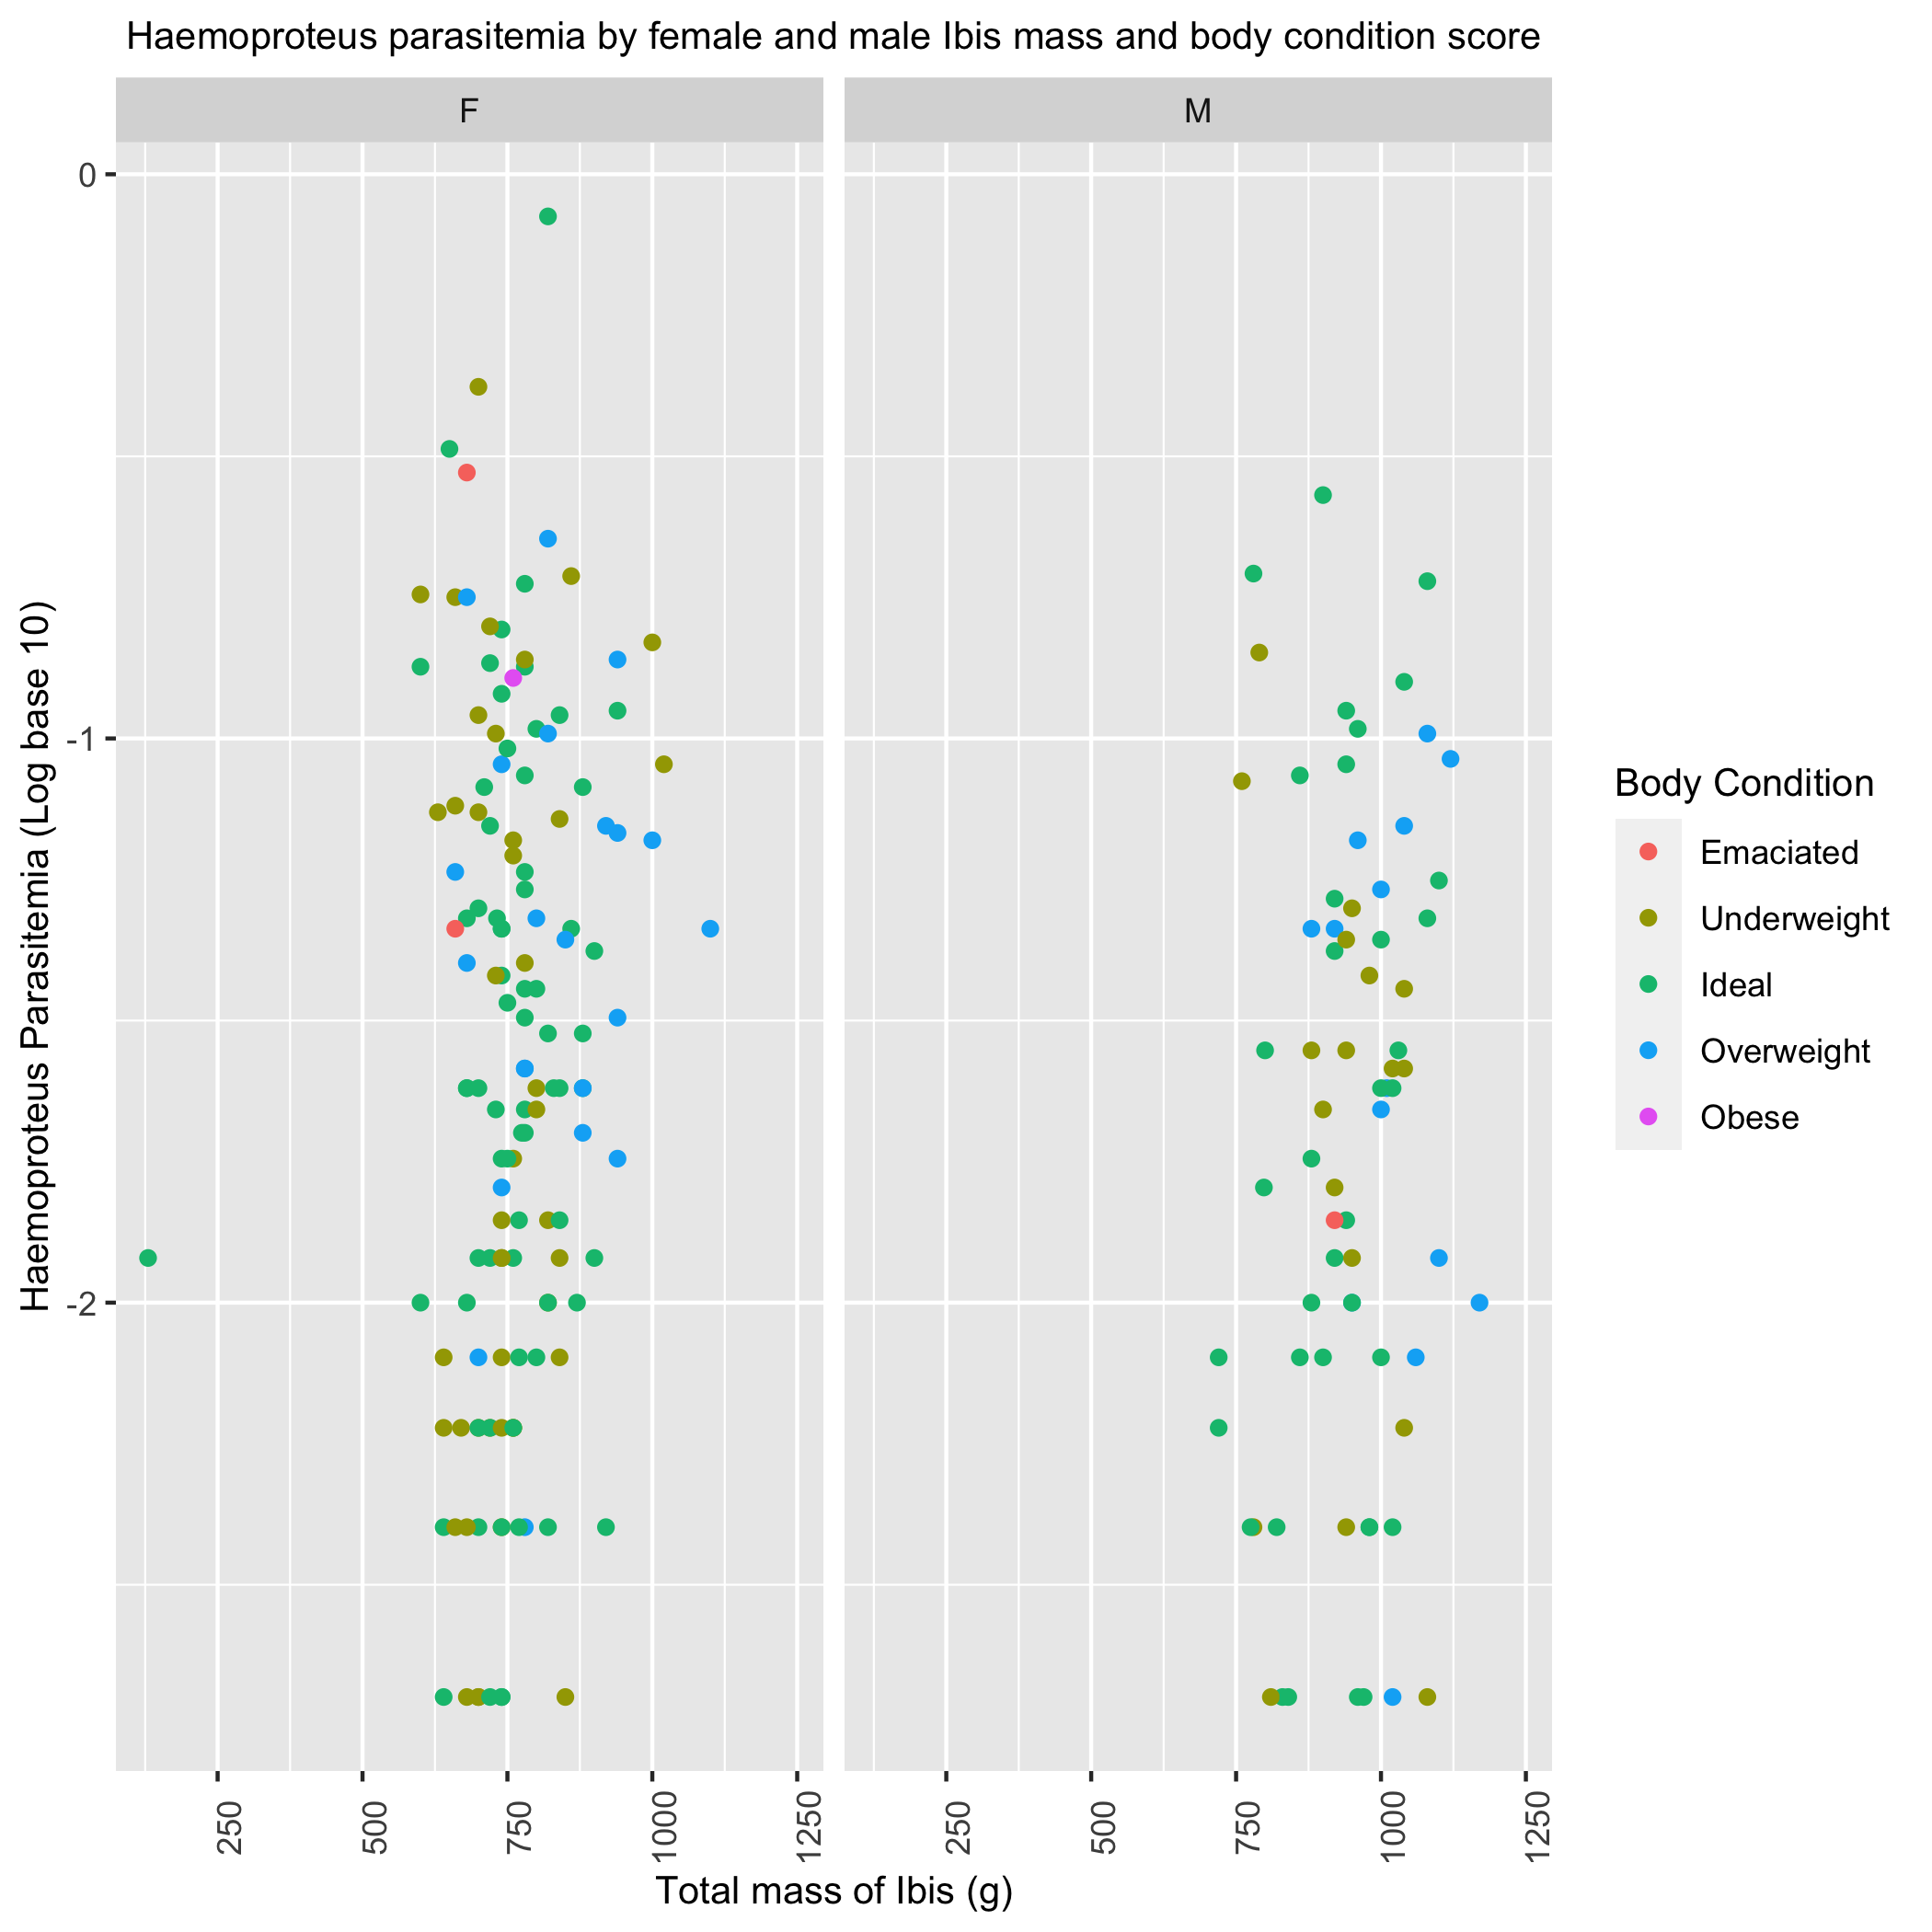 Haemoproteus parasitemia by female and male Ibis mass and body condition score
F
M
0
-1
-2
Haemoproteus Parasitemia (Log base 10)
250
500
750
1000
1250
250
500
750
1000
1250
Total mass of Ibis (g)
Body Condition
Emaciated
Underweight
Ideal
Overweight
Obese